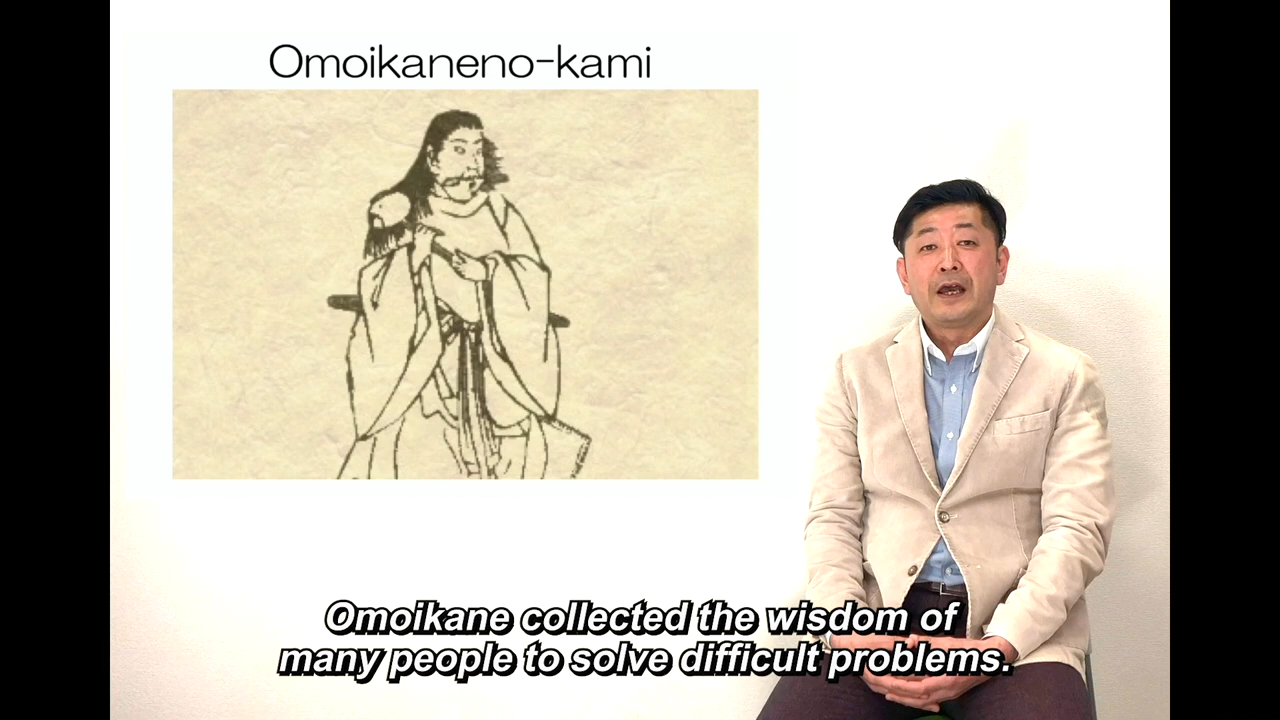 Omoikaneno-kami
Omoikane collected the wisdom of
many people to solve difficult problems.